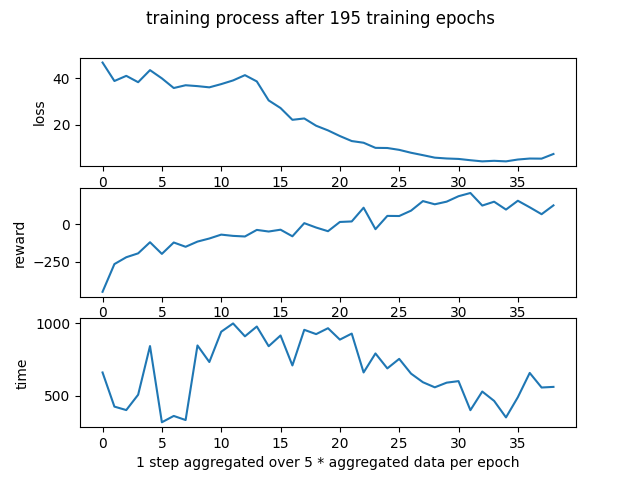 training process after 195 training epochs
40
20
loss
0 5 10 15 20 25 30 35
0
−250
reward
0 5 10 15 20 25 30 35
1000
500
time
0 5 10 15 20 25 30 35
1 step aggregated over 5 * aggregated data per epoch